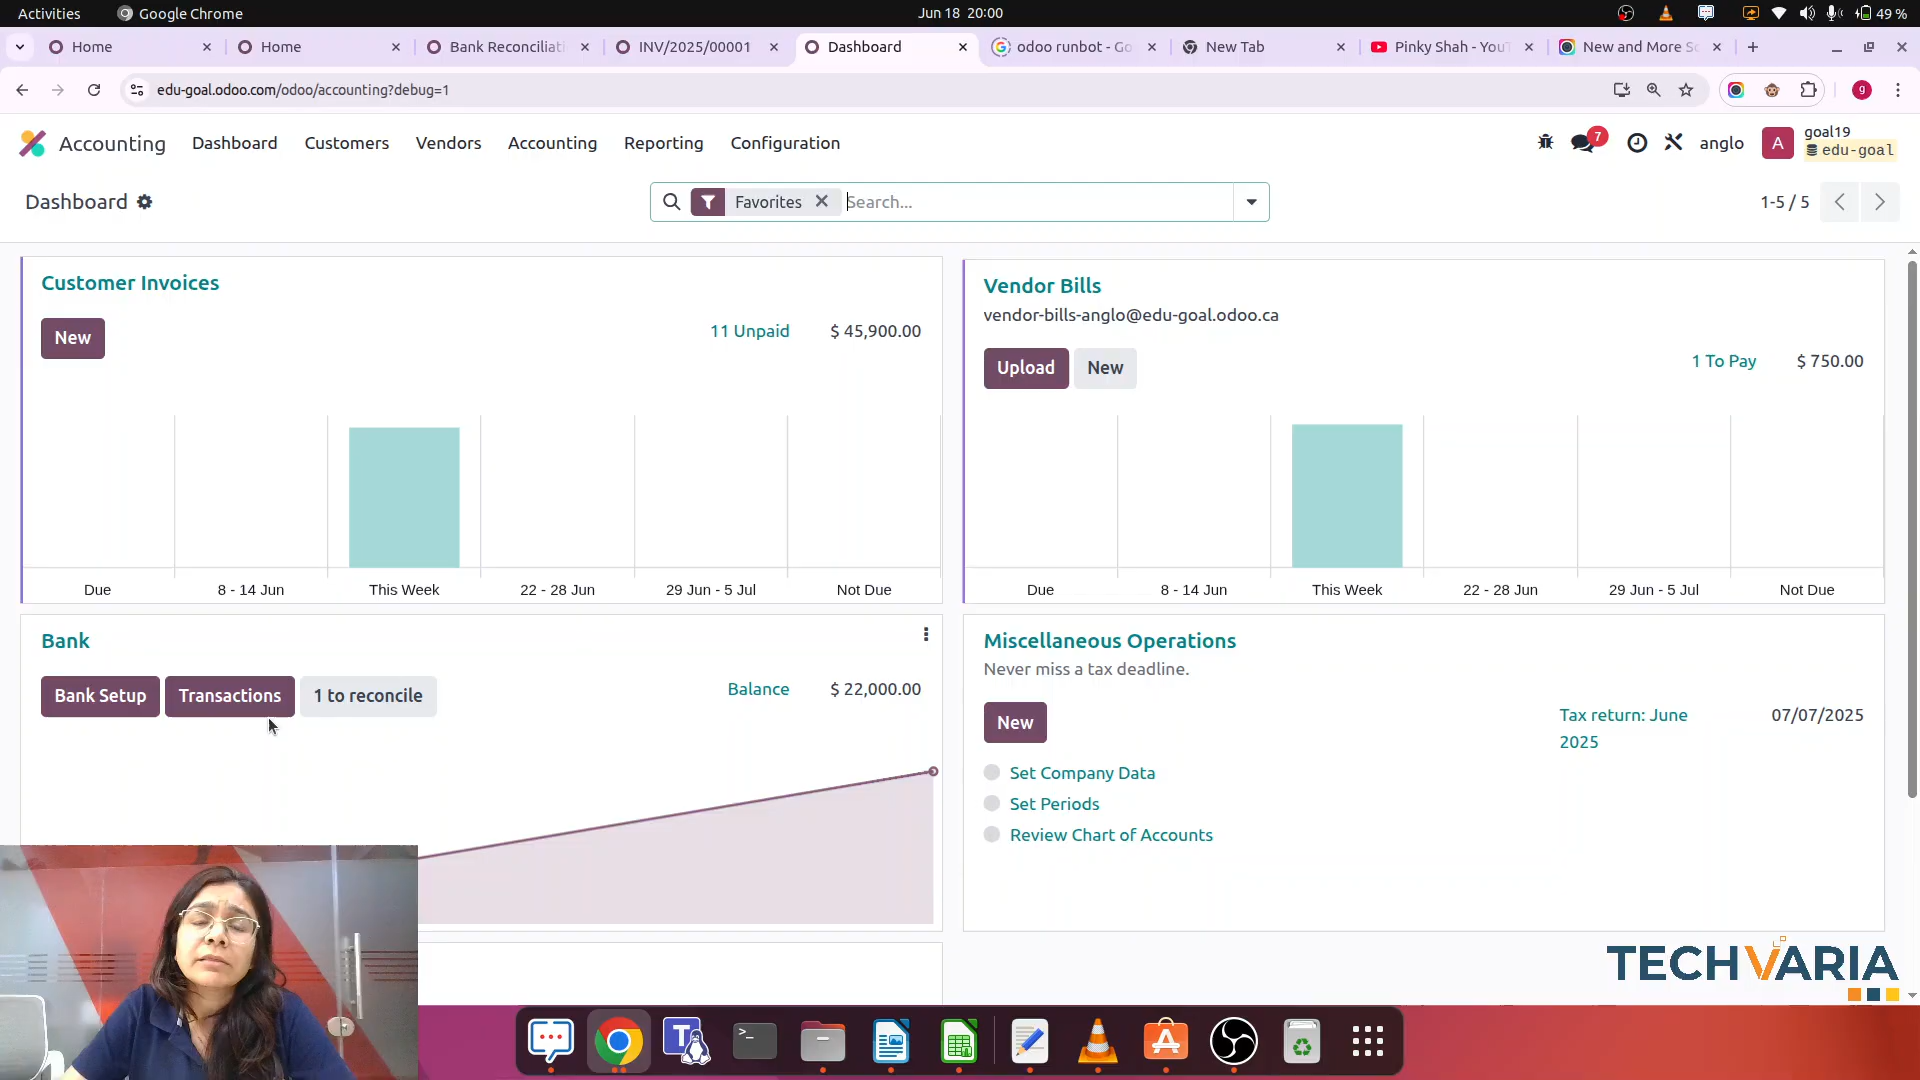 Activities
Google Chrome
Jun 18 20:00
49 %
Home
Home
Bank Reconciliati
INV/2025/00001
Dashboard
odoo runbot - Go
New Tab
Pinky Shah - YouT
New and More Sc
edu-goal.odoo.com/odoo/accounting?debug=1
g
Accounting
Dashboard
Customers
Vendors
Accounting
Reporting
Configuration
7
anglo
A
goal19
edu-goal
Dashboard
Favorites
Search...
1-5 / 5
Customer Invoices
New
11 Unpaid
$ 45,900.00
Due
8 - 14 Jun
This Week
22 - 28 Jun
29 Jun - 5 Jul
Not Due
Vendor Bills
vendor-bills-anglo@edu-goal.odoo.ca
Upload
New
1 To Pay
$ 750.00
Due
8 - 14 Jun
This Week
22 - 28 Jun
29 Jun - 5 Jul
Not Due
Bank
Bank Setup
Transactions
1 to reconcile
Balance
$ 22,000.00
Miscellaneous Operations
Never miss a tax deadline.
New
Tax return: June
2025
07/07/2025
Set Company Data
Set Periods
Review Chart of Accounts
TECHVARIA